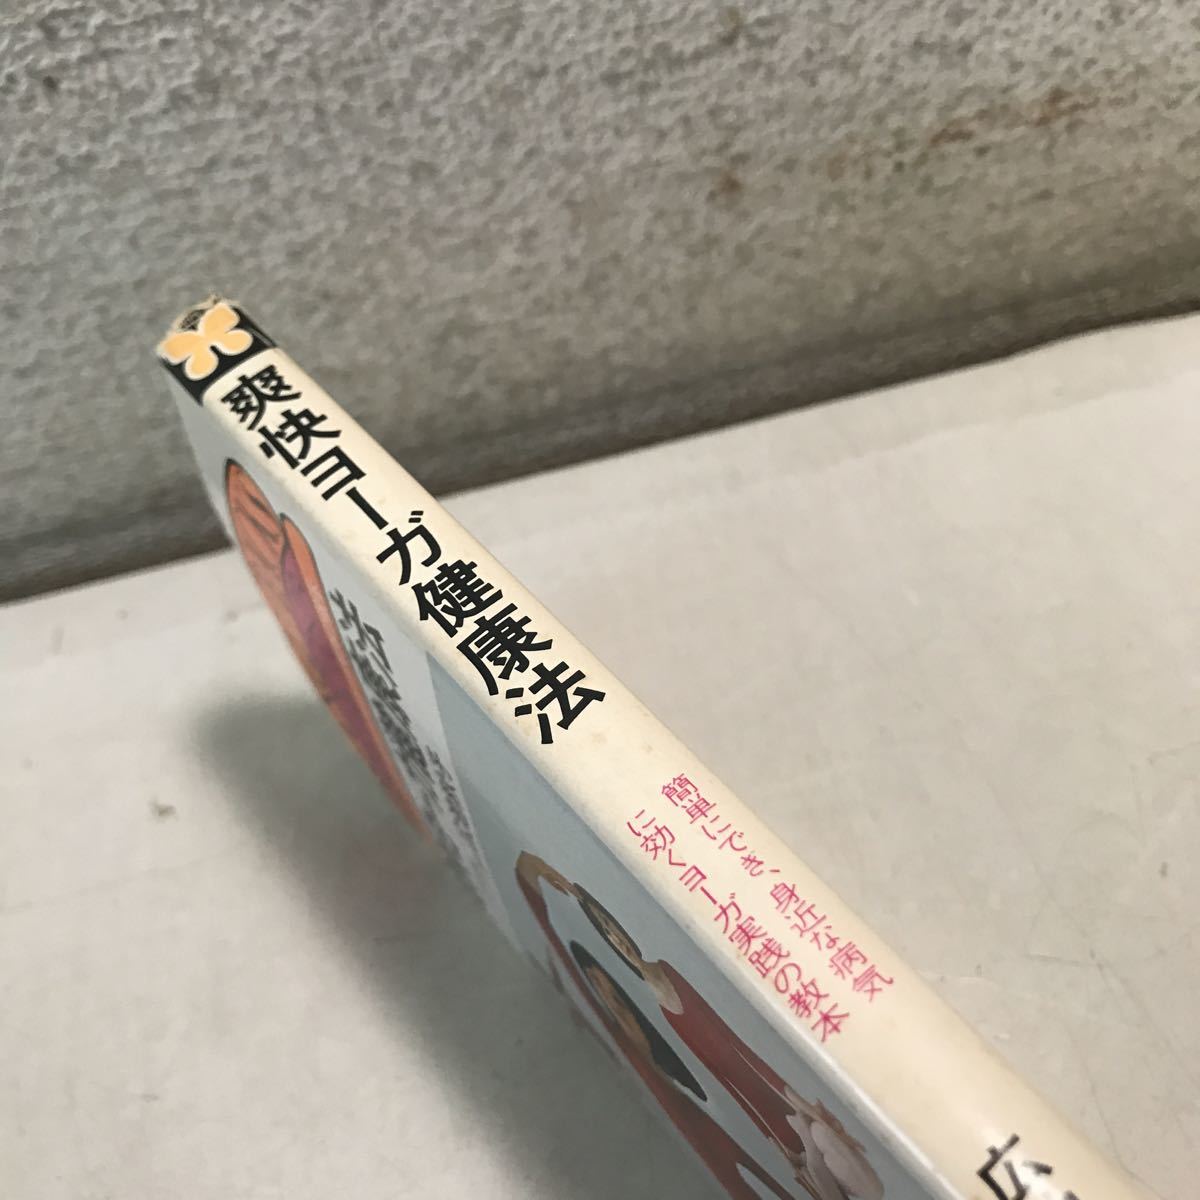 爽快ヨーガ健康法
簡単にでき、身近な病気
に効くヨーガ実践の教本
広